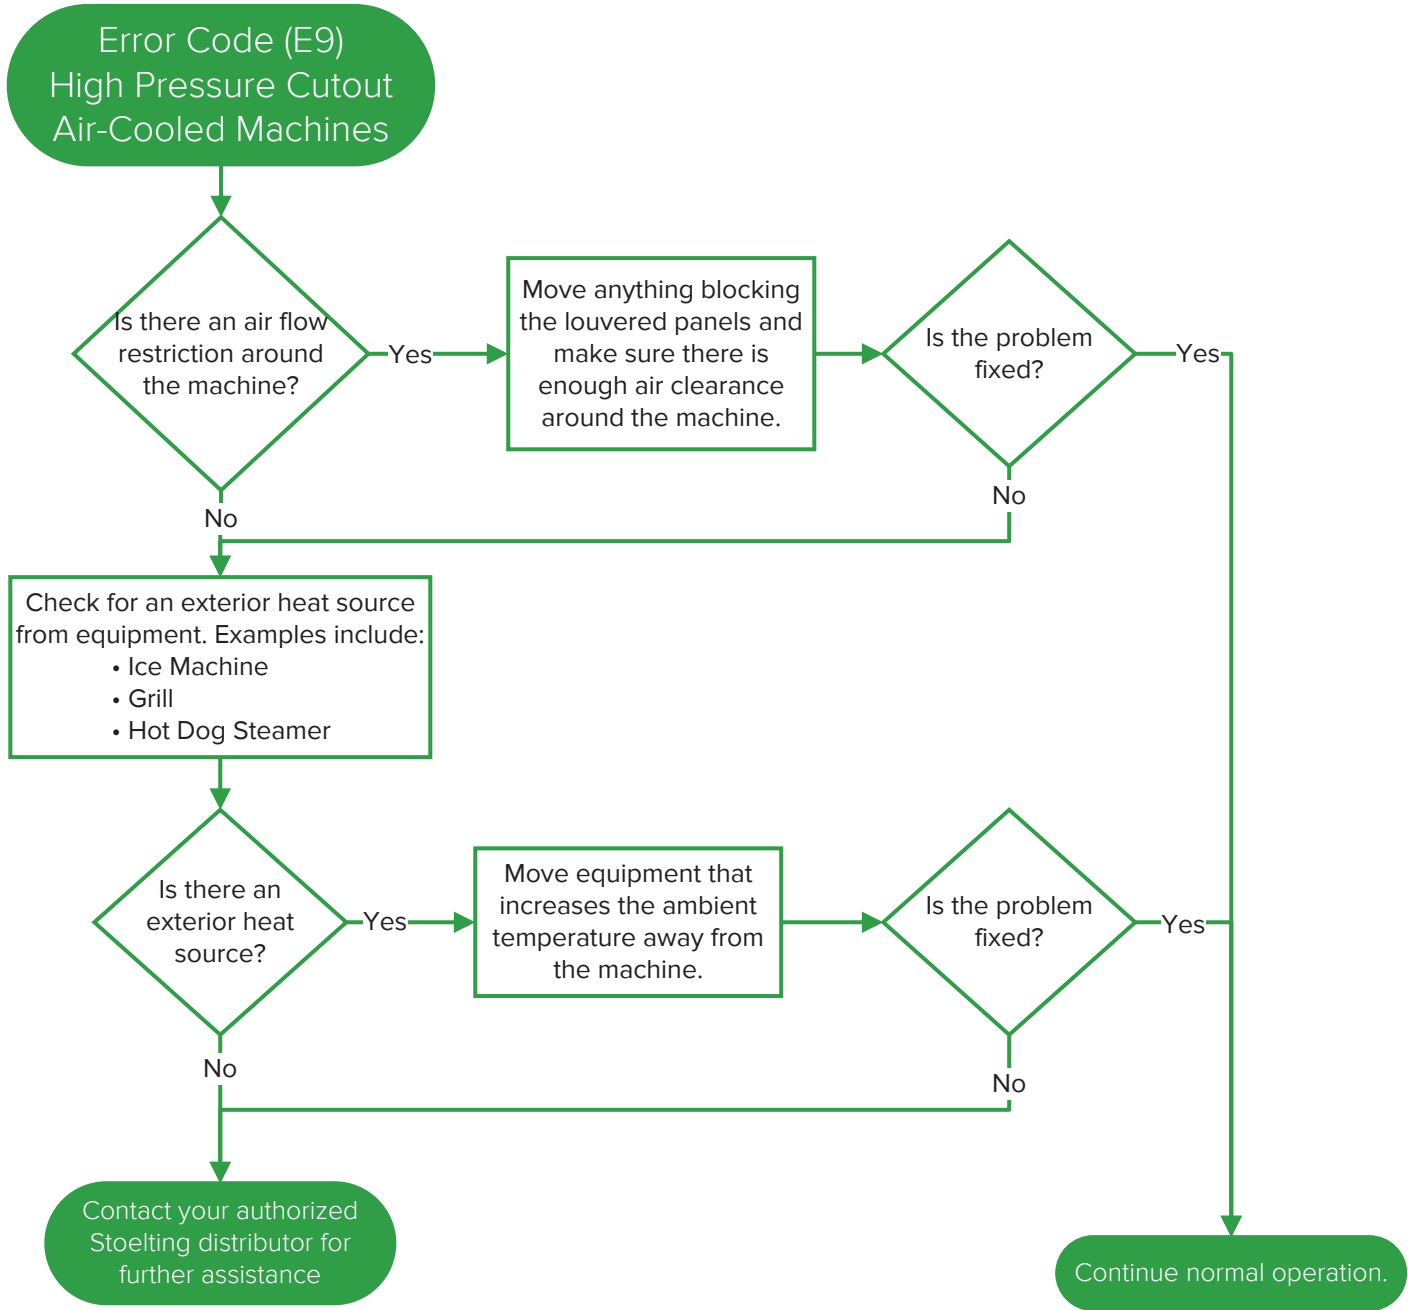 Error Code (E9)
High Pressure Cutout
Air-Cooled Machines
Is there an air flow
restriction around
the machine?
Yes
Move anything blocking
the louvered panels and
make sure there is
enough air clearance
around the machine.
Is the problem
fixed?
Yes
No
No
Check for an exterior heat source
from equipment. Examples include:
• Ice Machine
• Grill
• Hot Dog Steamer
Is there an
exterior heat
source?
Yes
Move equipment that
increases the ambient
temperature away from
the machine.
Is the problem
fixed?
Yes
No
No
Contact your authorized
Stoelting distributor for
further assistance
Continue normal operation.